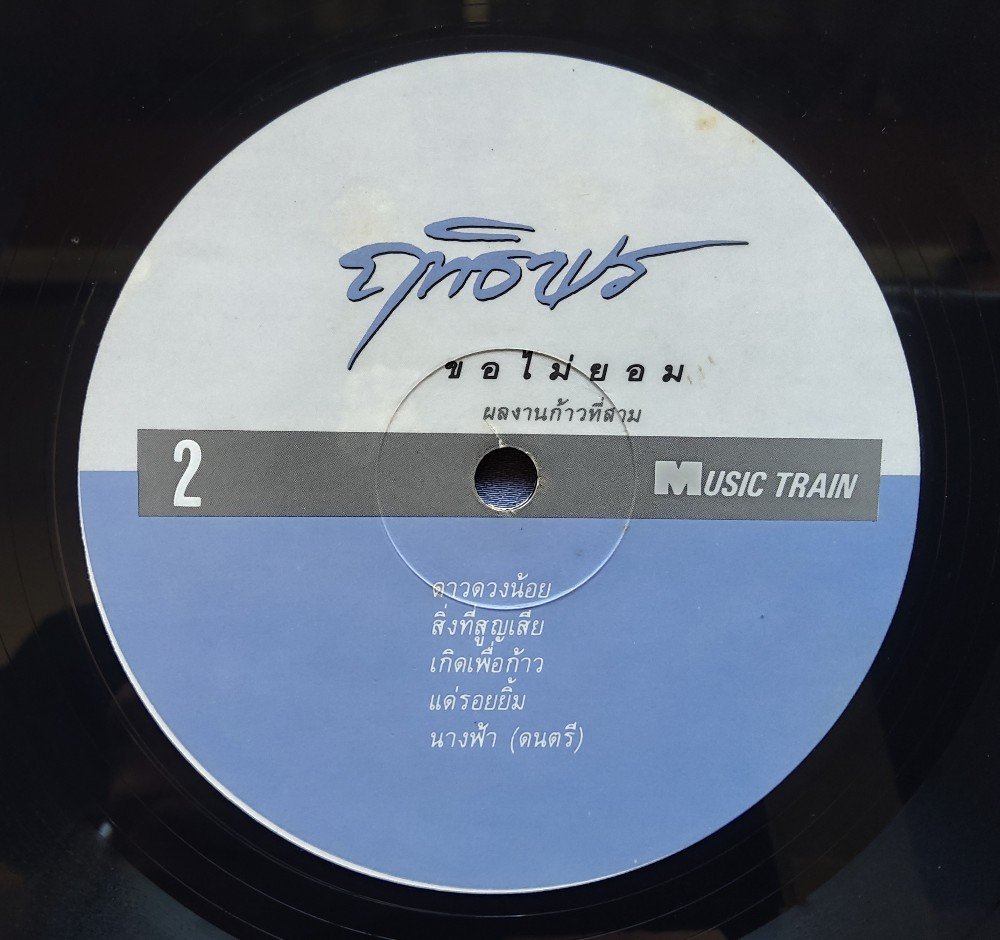 ฤทธิพร
ขอไม่ยอม
ผลงานก้าวที่สาม
2
MUSIC TRAIN
ดาวดวงน้อย
สิ่งที่สูญเสีย
เกิดเพื่อก้าว
แด่รอยยิ้ม
นางฟ้า (ดนตรี)